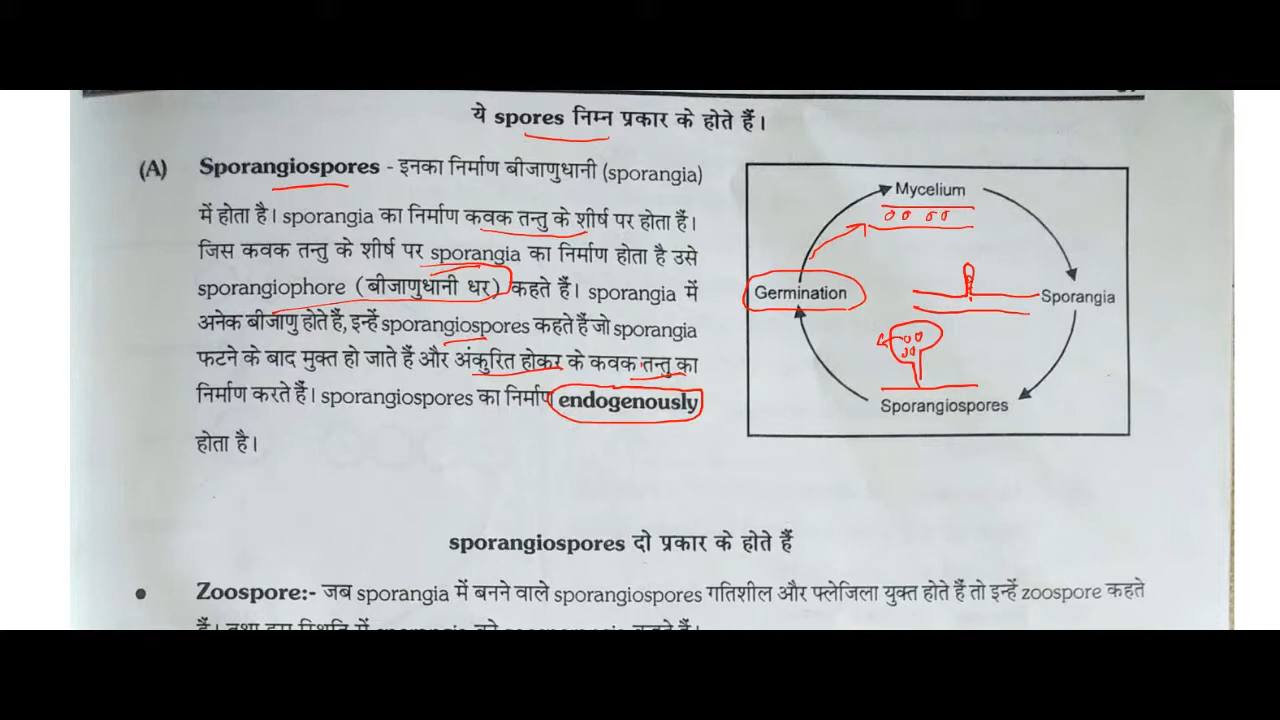 ये spores निम्न प्रकार के होते हैं।
(A) Sporangiospores - इनका निर्माण बीजाणुधानी (sporangia)
में होता है। sporangia का निर्माण कवक तन्तु के शीर्ष पर होता हैं।
जिस कवक तन्तु के शीर्ष पर sporangia का निर्माण होता है उसे
sporangiophore (बीजाणुधानी धर) कहते हैं। sporangia में
अनेक बीजाणु होते हैं, इन्हें sporangiospores कहते हैं जो sporangia
फटने के बाद मुक्त हो जाते हैं और अंकुरित होकर के कवक तन्तु का
निर्माण करते हैं। sporangiospores का निर्माण endogenously
होता है।
Mycelium
Germination
Sporangia
Sporangiospores
sporangiospores दो प्रकार के होते हैं
• Zoospore:- जब sporangia में बनने वाले sporangiospores गतिशील और फ्लेजिला युक्त होते हैं तो इन्हें zoospore कहते